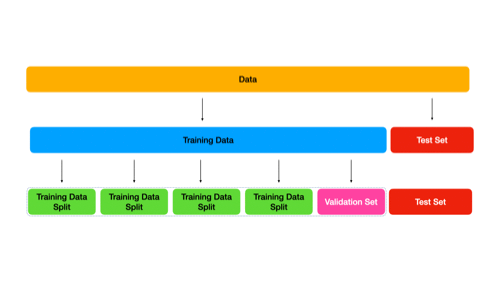 Data
Training Data
Test Set
Training Data
Split
Training Data
Split
Training Data
Split
Training Data
Split
Validation Set
Test Set